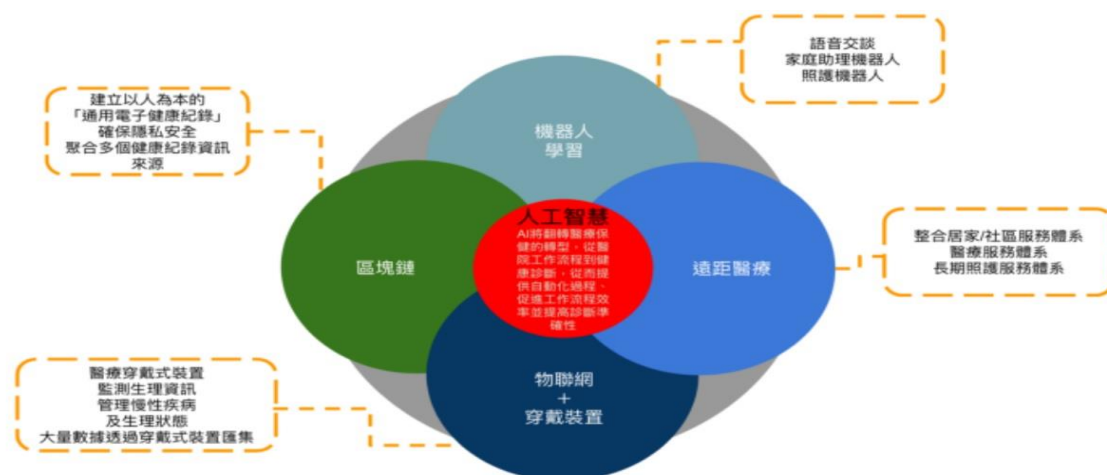 語音交談
家庭助理機器人
照護機器人
建立以人為本的
「通用電子健康紀錄」
確保隱私安全
聚合多個健康紀錄資訊
來源
機器人
學習
人工智慧
AI將翻轉醫療保
健的轉型，從醫
院工作流程到健
康診斷，從而提
供自動化過程、
促進工作流程效
率並提高診斷準
確性
區塊鏈
遠距醫療
整合居家/社區服務體系
醫療服務體系
長期照護服務體系
物聯網
+
穿戴裝置
醫療穿戴式裝置
監測生理資訊
管理慢性疾病
及生理狀態
大量數據透過穿戴式裝置匯集